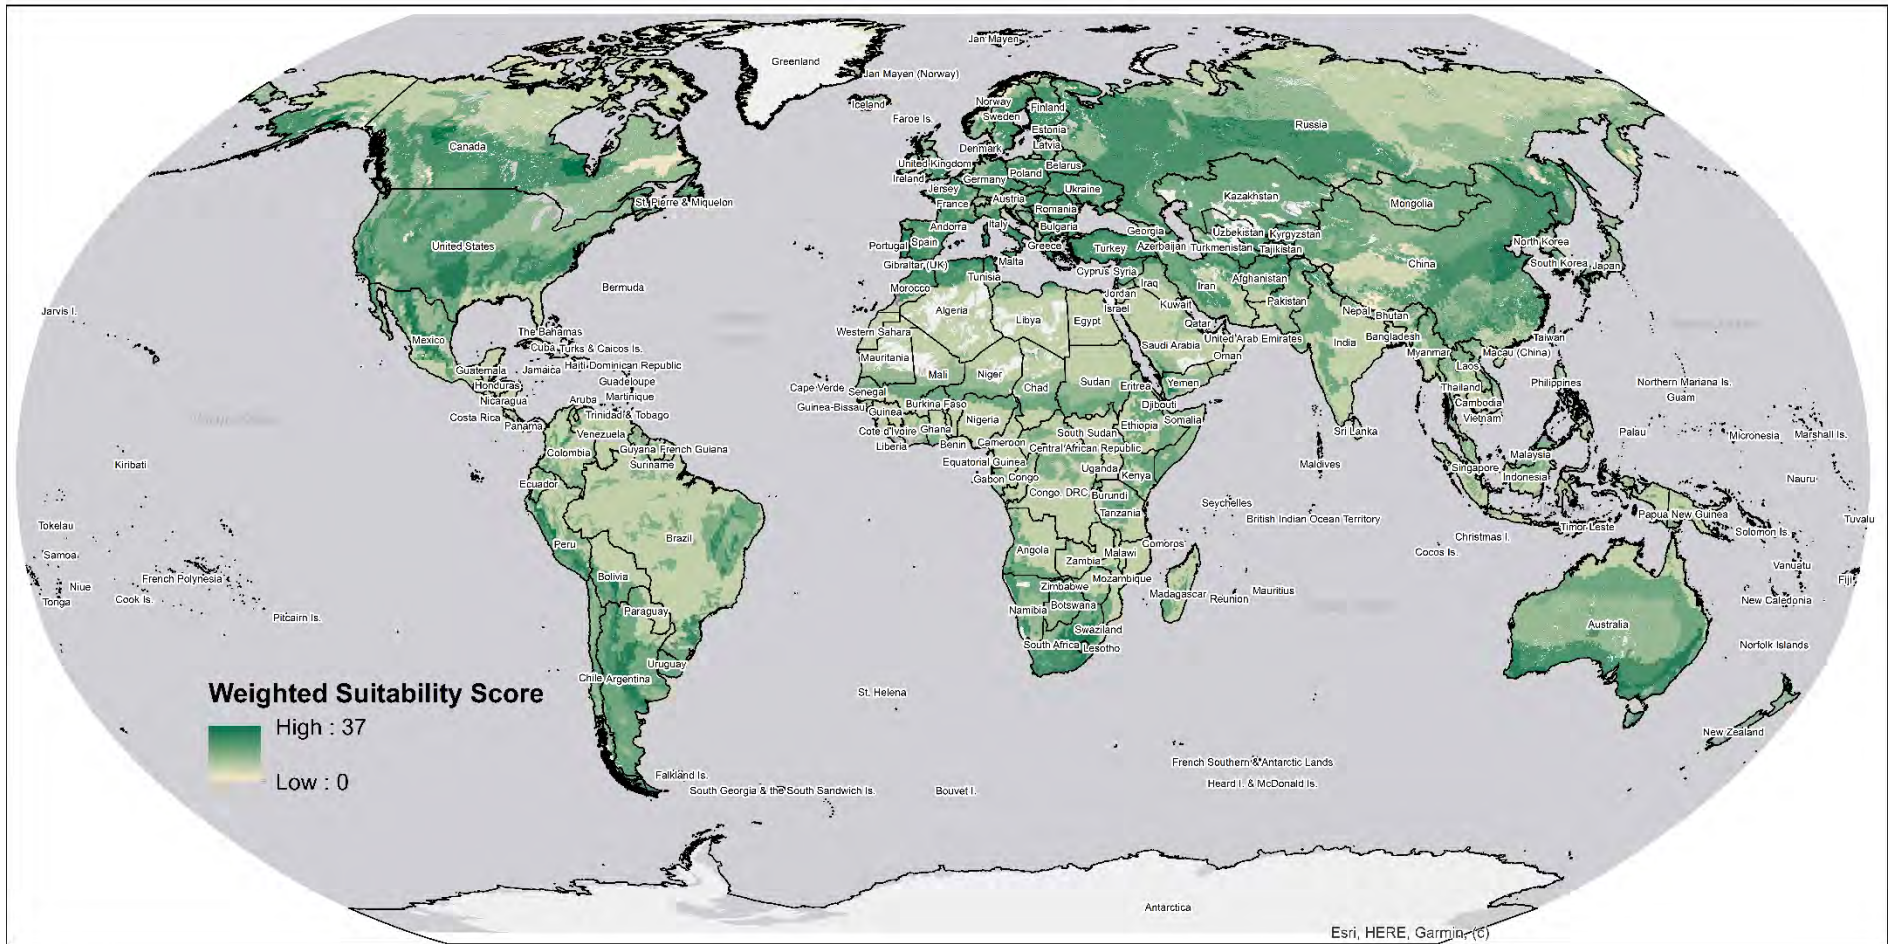 Greenland
Jan Mayen
Jan Mayen (Norway)
Iceland
Faroe Is.
Norway
Sweden
Finland
Estonia
Latvia
Denmark
Russia
Canada
United Kingdom
Ireland
Jersey
Germany
Poland
Belarus
Ukraine
France
Austria
Romania
Andorra
Italy
Bulgaria
Kazakhstan
Mongolia
St. Pierre & Miquelon
United States
Portugal
Spain
Greece
Turkey
Georgia
Azerbaijan
Uzbekistan
Kyrgyzstan
Turkmenistan
Tajikistan
North Korea
South Korea
Japan
China
Gibraltar (UK)
Malta
Tunisia
Cyprus
Syria
Morocco
Iraq
Iran
Afghanistan
Pakistan
Jordan
Israel
Kuwait
Nepal
Bhutan
Bermuda
Jarvis I.
Algeria
Libya
Egypt
Qatar
Western Sahara
United Arab Emirates
Saudi Arabia
Oman
India
Bangladesh
Taiwan
Myanmar
Macau (China)
Laos
Mexico
The Bahamas
Cuba
Turks & Caicos Is.
Haiti
Dominican Republic
Jamaica
Guatemala
Honduras
Guadeloupe
Martinique
Nicaragua
Aruba
Costa Rica
Panama
Trinidad & Tobago
Mauritania
Mali
Niger
Chad
Sudan
Eritrea
Yemen
Cape Verde
Senegal
Guinea-Bissau
Guinea
Burkina Faso
Djibouti
Nigeria
Ethiopia
Somalia
Cote d'Ivoire
Ghana
Liberia
Benin
Cameroon
South Sudan
Central African Republic
Thailand
Cambodia
Vietnam
Philippines
Northern Mariana Is.
Guam
Sri Lanka
Palau
Micronesia
Marshall Is.
Maldives
Malaysia
Singapore
Indonesia
Venezuela
Colombia
Guyana
French Guiana
Suriname
Ecuador
Kiribati
Equatorial Guinea
Gabon
Congo
Uganda
Kenya
Congo, DRC
Burundi
Tanzania
Seychelles
British Indian Ocean Territory
Nauru
Papua New Guinea
Timor-Leste
Solomon Is.
Tuvalu
Christmas I.
Cocos Is.
Tokelau
Samoa
Niue
Tonga
French Polynesia
Cook Is.
Pitcairn Is.
Peru
Brazil
Bolivia
Paraguay
Angola
Zambia
Malawi
Comoros
Zimbabwe
Mozambique
Namibia
Botswana
Madagascar
Reunion
Mauritius
Swaziland
South Africa
Lesotho
Vanuatu
Fiji
New Caledonia
Australia
Norfolk Islands
New Zealand
Uruguay
Chile
Argentina
St. Helena
Weighted Suitability Score
High : 37
Low : 0
Falkland Is.
South Georgia & the South Sandwich Is.
Bouvet I.
French Southern & Antarctic Lands
Heard I. & McDonald Is.
Antarctica
Esri, HERE, Garmin, (c)